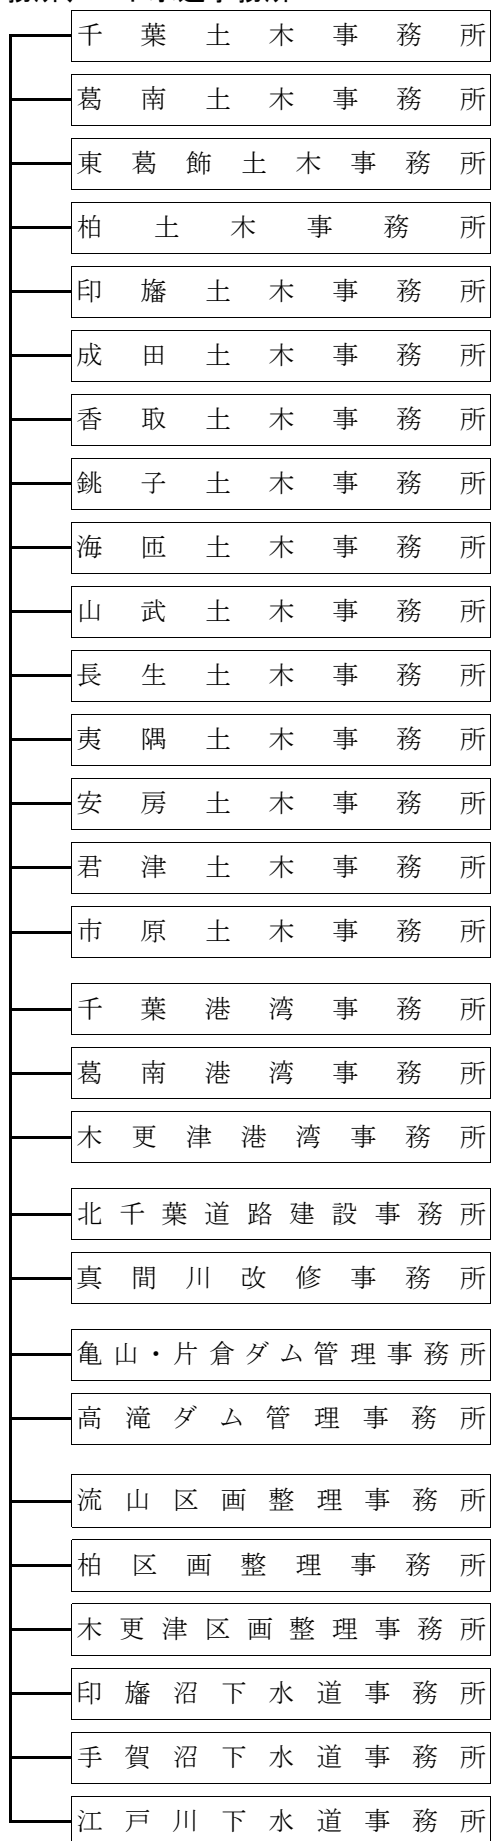 千葉土木事務所
葛南土木事務所
東葛飾土木事務所
柏土木事務所
印旛土木事務所
成田土木事務所
香取土木事務所
銚子土木事務所
海匝土木事務所
山武土木事務所
長生土木事務所
夷隅土木事務所
安房土木事務所
君津土木事務所
市原土木事務所
千葉港湾事務所
葛南港湾事務所
木更津港湾事務所
北千葉道路建設事務所
真間川改修事務所
亀山・片倉ダム管理事務所
高滝ダム管理事務所
流山区画整理事務所
柏区画整理事務所
木更津区画整理事務所
印旛沼下水道事務所
手賀沼下水道事務所
江戸川下水道事務所